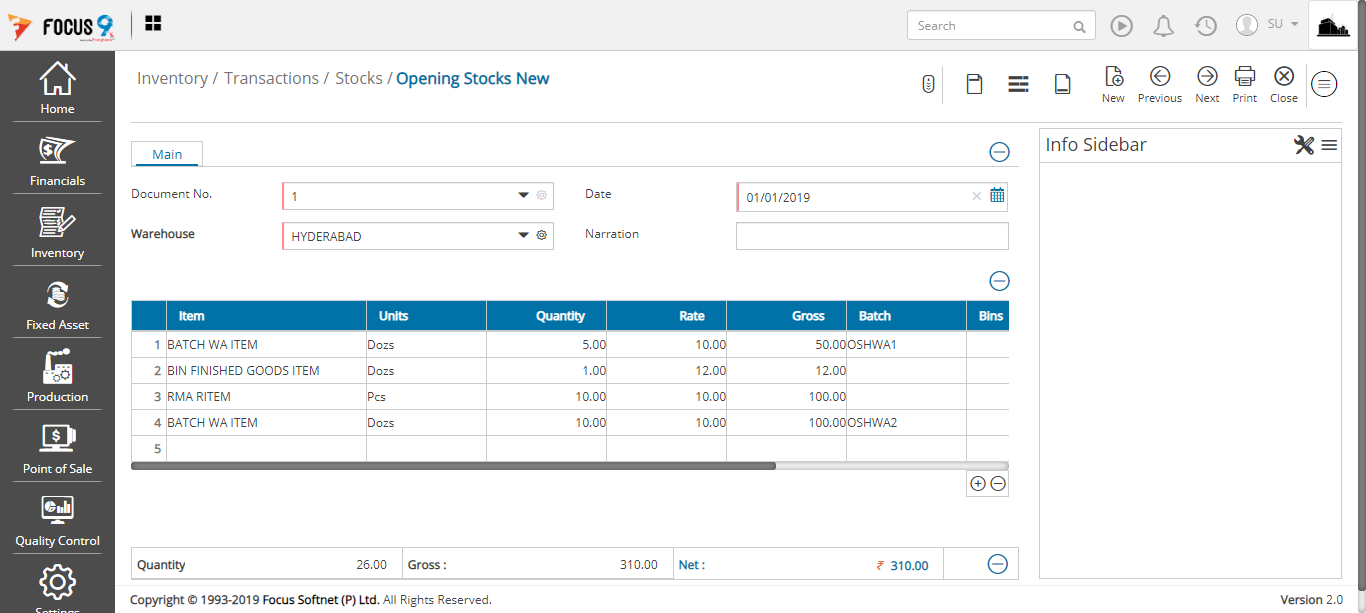 FOCUS 9
Search
SU
Inventory / Transactions / Stocks / Opening Stocks New
New Previous Next Print Close
Home
Financials
Inventory
Fixed Asset
Production
Point of Sale
Quality Control
Settings
Main
Document No. 1 Date 01/01/2019
Warehouse HYDERABAD Narration
Info Sidebar
Item Units Quantity Rate Gross Batch Bins
1 BATCH WA ITEM Dozs 5.00 10.00 50.00 OSHWA1
2 BIN FINISHED GOODS ITEM Dozs 1.00 12.00 12.00
3 RMA RITEM Pcs 10.00 10.00 100.00
4 BATCH WA ITEM Dozs 10.00 10.00 100.00 OSHWA2
5
Quantity 26.00 Gross : 310.00 Net : ₹ 310.00
Copyright © 1993-2019 Focus Softnet (P) Ltd. All Rights Reserved. Version 2.0